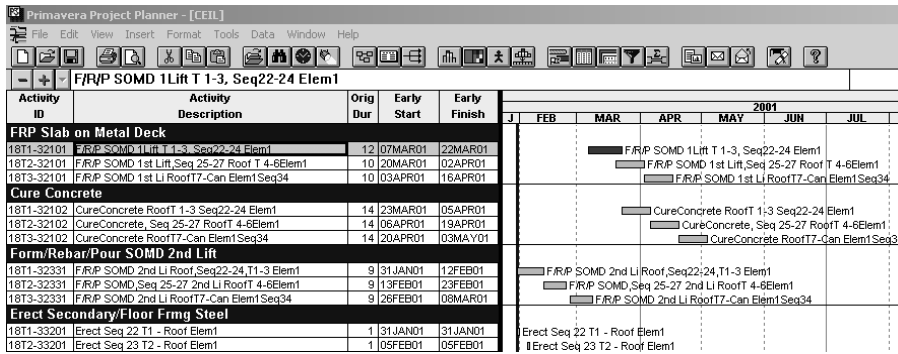 Primavera Project Planner - [CEIL]
File Edit View Insert Format Tools Data Window Help
F/R/P SOMD 1Lift T 1-3, Seq22-24 Elem1
Activity ID Activity Description Orig Dur Early Start Early Finish 2001
J FEB MAR APR MAY JUN JUL
FRP Slab on Metal Deck
18T1-32101 F/R/P SOMD 1Lift T 1-3, Seq22-24 Elem1 12 07MAR01 22MAR01 F/R/P SOMD 1Lift T 1-3, Seq22-24 Elem1
18T2-32101 F/R/P SOMD 1st Lift,Seq 25-27 Roof T 4-6Elem1 10 20MAR01 02APR01 F/R/P SOMD 1st Lift,Seq 25-27 Roof T 4-6Elem1
18T3-32101 F/R/P SOMD 1st Li RoofT7-Can Elem1Seq34 10 03APR01 16APR01 F/R/P SOMD 1st Li RoofT7-Can Elem1Seq34
Cure Concrete
18T1-32102 CureConcrete RoofT 1-3 Seq22-24 Elem1 14 23MAR01 05APR01 CureConcrete RoofT 1-3 Seq22-24 Elem1
18T2-32102 CureConcrete, Seq 25-27 RoofT 4-6Elem1 14 06APR01 19APR01 CureConcrete, Seq 25-27 RoofT 4-6Elem1
18T3-32102 CureConcrete RoofT7-Can Elem1Seq34 14 20APR01 03MAY01 CureConcrete RoofT7-Can Elem1Seq3
Form/Rebar/Pour SOMD 2nd Lift
18T1-32331 F/R/P SOMD 2nd Li Roof,Seq22-24,T1-3 Elem1 9 31JAN01 12FEB01 F/R/P SOMD 2nd Li Roof,Seq22-24,T1-3 Elem1
18T2-32331 F/R/P SOMD,Seq 25-27 2nd Li RoofT 4-6Elem1 9 13FEB01 23FEB01 F/R/P SOMD,Seq 25-27 2nd Li RoofT 4-6Elem1
18T3-32331 F/R/P SOMD 2nd Li RoofT7-Can Elem1Seq34 9 26FEB01 08MAR01 F/R/P SOMD 2nd Li RoofT7-Can Elem1Seq34
Erect Secondary/Floor Frmg Steel
18T1-33201 Erect Seq 22 T1 - Roof Elem1 1 31JAN01 31JAN01 Erect Seq 22 T1 - Roof Elem1
18T2-33201 Erect Seq 23 T2 - Roof Elem1 1 05FEB01 05FEB01 Erect Seq 23 T2 - Roof Elem1